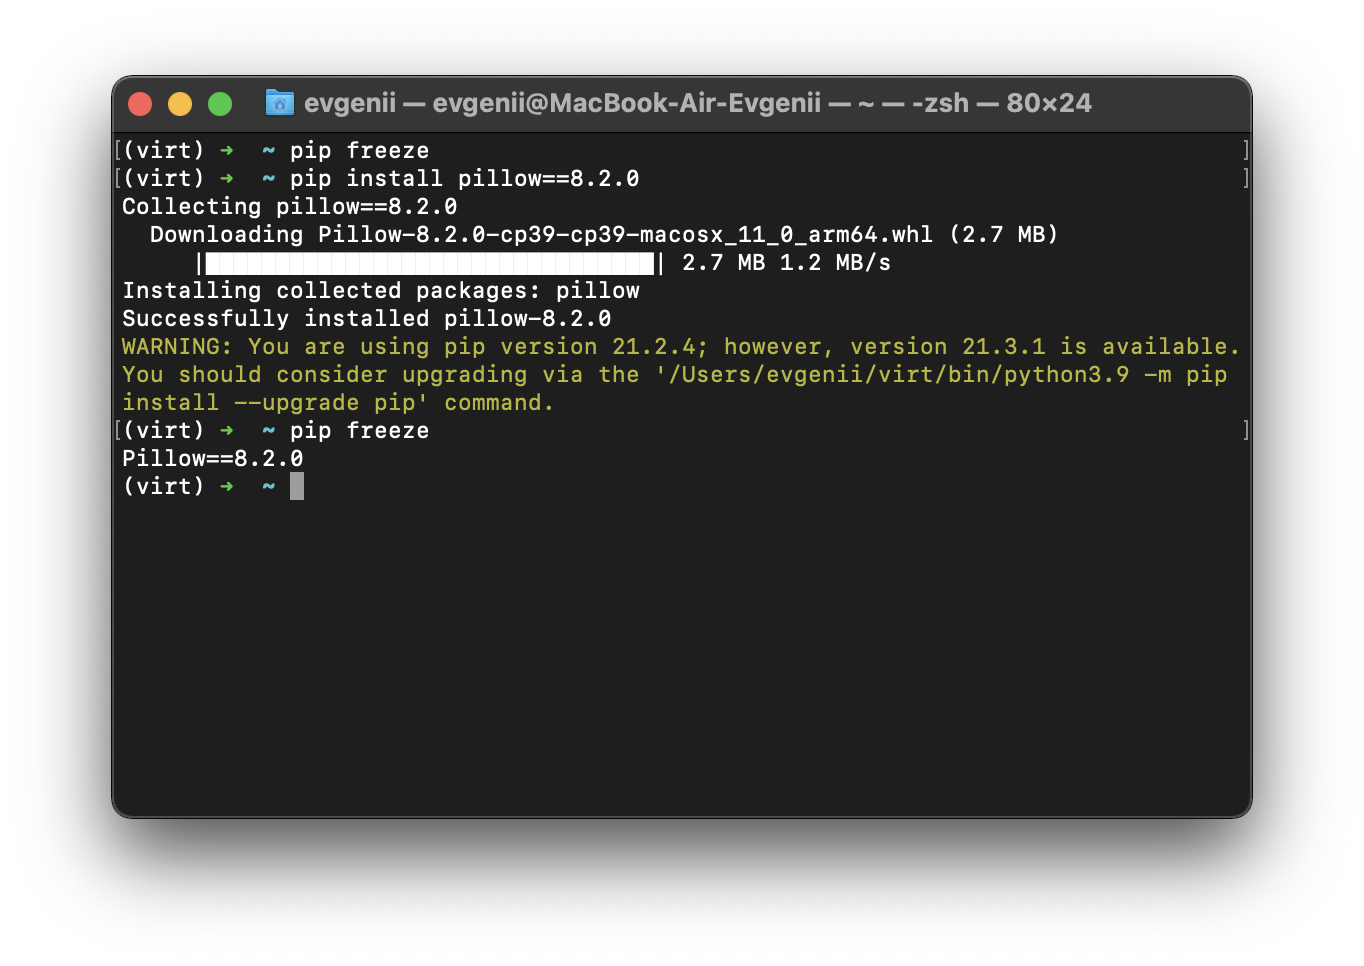 evgenii — evgenii@MacBook-Air-Evgenii — ~ — -zsh — 80×24
[(virt) ➜  ~ pip freeze ]
[(virt) ➜  ~ pip install pillow==8.2.0 ]
Collecting pillow==8.2.0
  Downloading Pillow-8.2.0-cp39-cp39-macosx_11_0_arm64.whl (2.7 MB)
     |████████████████████████████████| 2.7 MB 1.2 MB/s
Installing collected packages: pillow
Successfully installed pillow-8.2.0
WARNING: You are using pip version 21.2.4; however, version 21.3.1 is available.
You should consider upgrading via the '/Users/evgenii/virt/bin/python3.9 -m pip
install --upgrade pip' command.
[(virt) ➜  ~ pip freeze ]
Pillow==8.2.0
(virt) ➜  ~